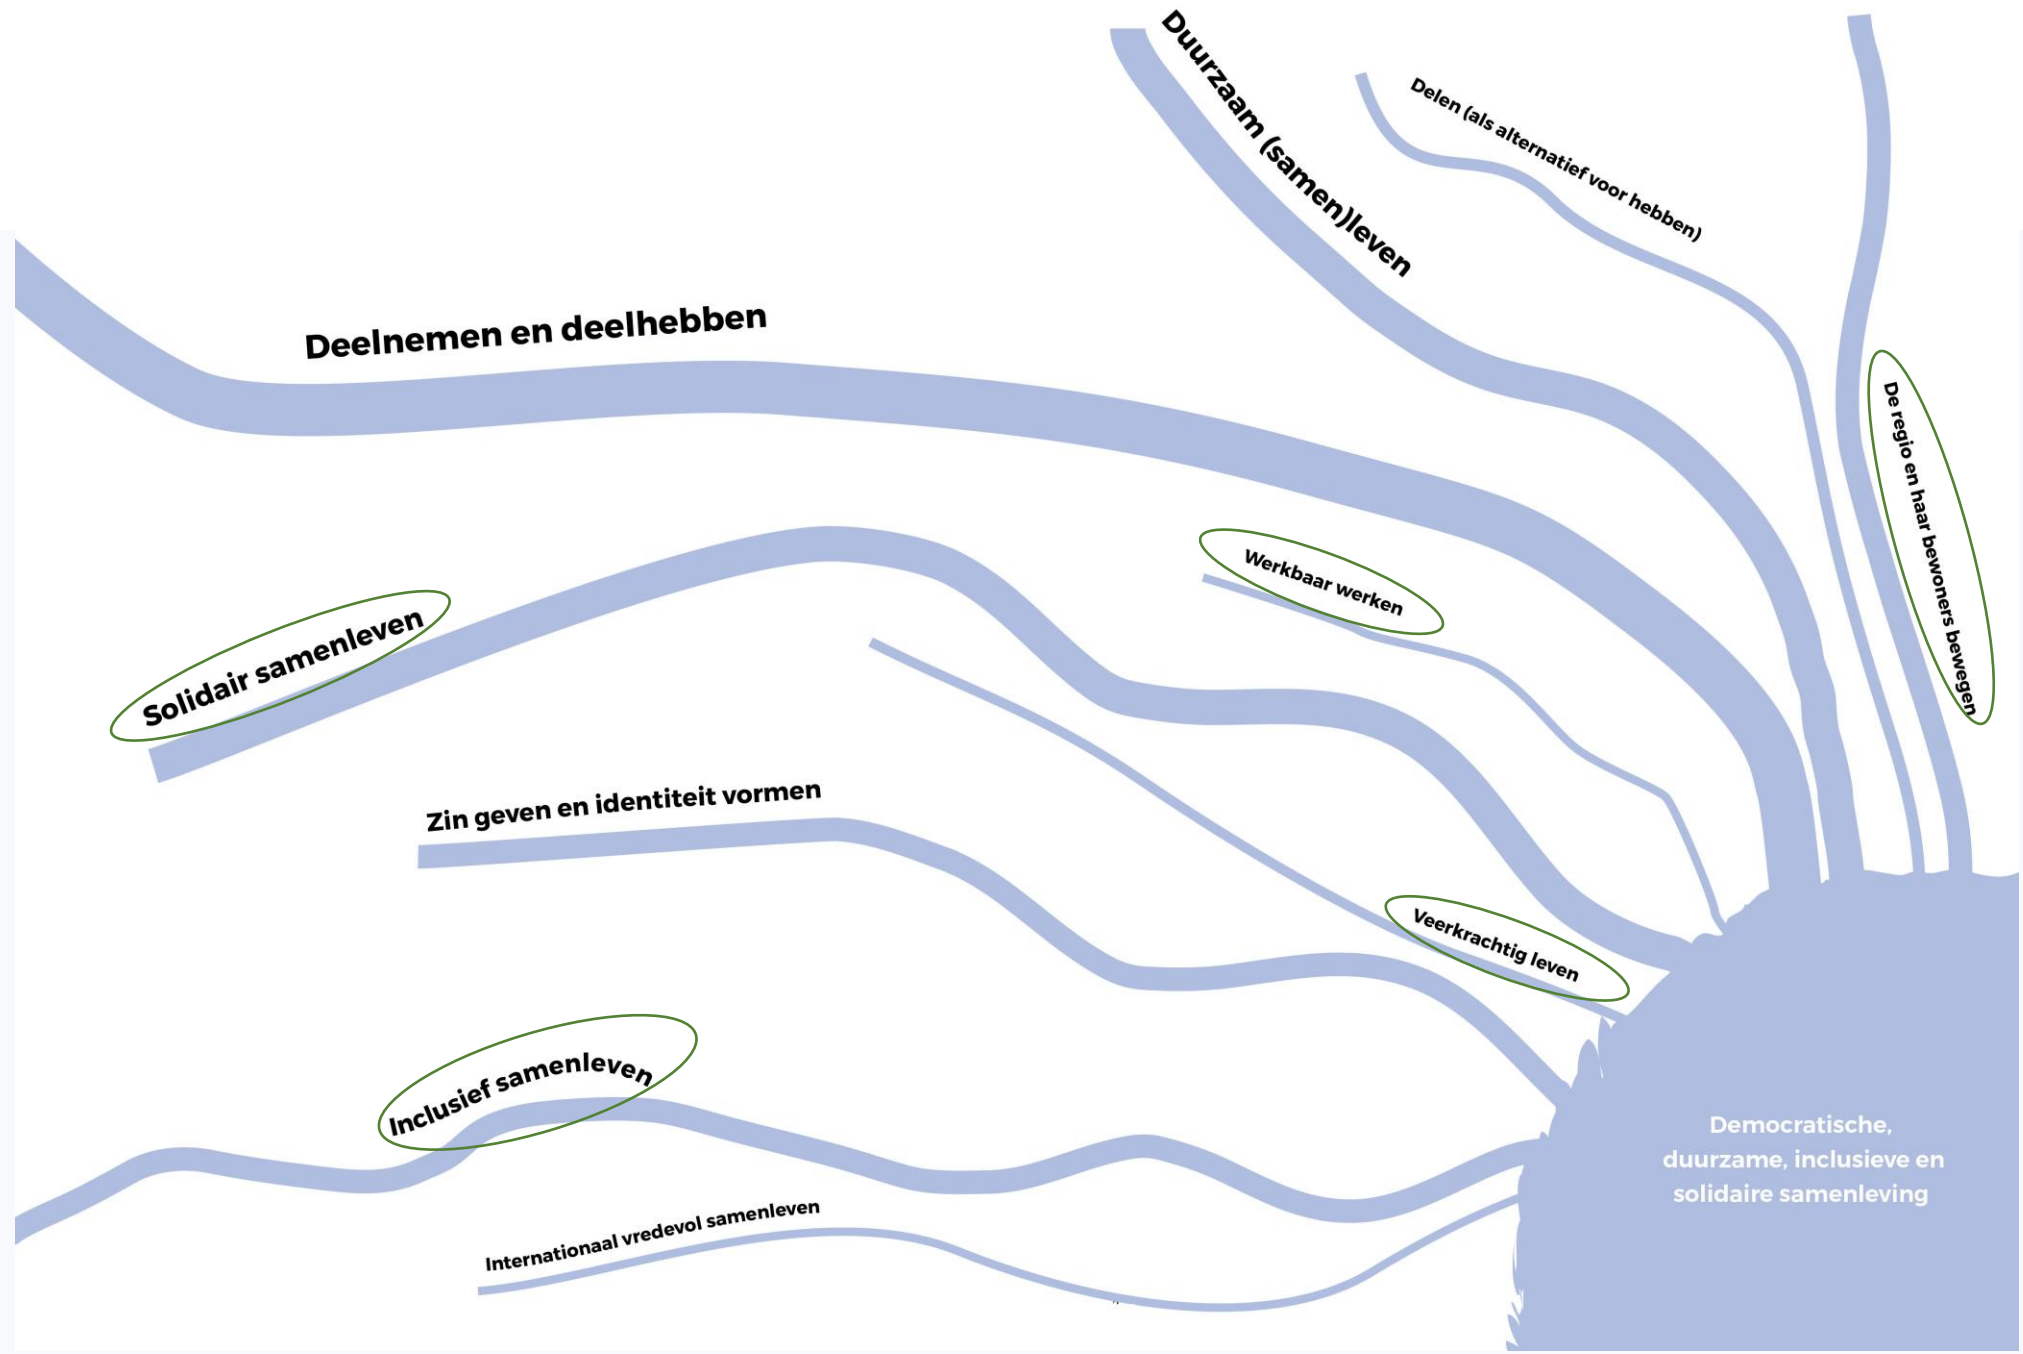 Duurzaam (samen)leven
Delen (als alternatief voor hebben)
Deelnemen en deelhebben
De regio en haar bewoners bewegen
Werkbaar werken
Solidair samenleven
Zin geven en identiteit vormen
Veerkrachtig leven
Inclusief samenleven
Democratische,
duurzame, inclusieve en
solidaire samenleving
Internationaal vredevol samenleven